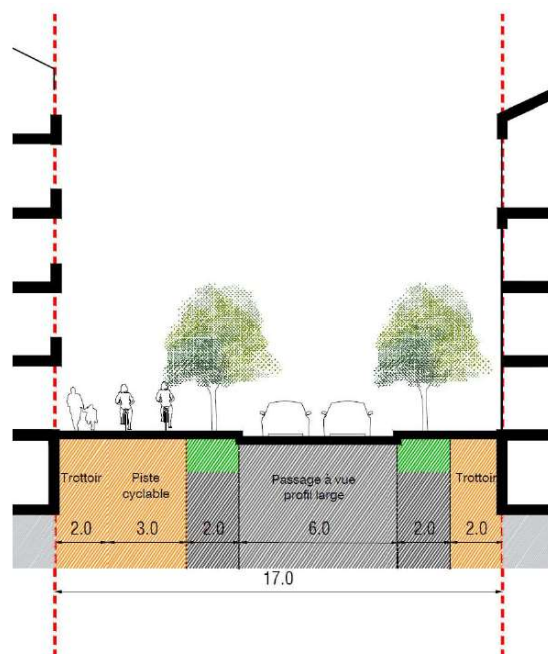 Trottoir
Piste
cyclable
Passage à vue
profil large
Trottoir
2.0
3.0
2.0
6.0
2.0
2.0
17.0